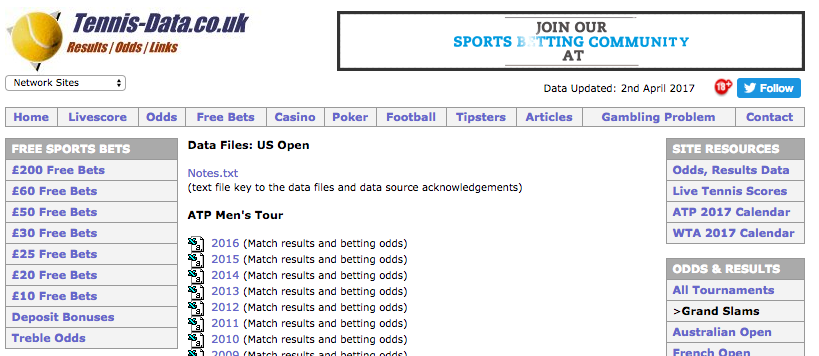 Tennis-Data.co.uk
Results | Odds | Links
JOIN OUR
SPORTS BETTING COMMUNITY
AT
Network Sites
Data Updated: 2nd April 2017
18+
Follow
Home
Livescore
Odds
Free Bets
Casino
Poker
Football
Tipsters
Articles
Gambling Problem
Contact
FREE SPORTS BETS
£200 Free Bets
£60 Free Bets
£50 Free Bets
£30 Free Bets
£25 Free Bets
£20 Free Bets
£10 Free Bets
Deposit Bonuses
Treble Odds
Data Files: US Open
Notes.txt
(text file key to the data files and data source acknowledgements)
ATP Men's Tour
2016 (Match results and betting odds)
2015 (Match results and betting odds)
2014 (Match results and betting odds)
2013 (Match results and betting odds)
2012 (Match results and betting odds)
2011 (Match results and betting odds)
2010 (Match results and betting odds)
2009 (Match results and betting odds)
SITE RESOURCES
Odds, Results Data
Live Tennis Scores
ATP 2017 Calendar
WTA 2017 Calendar
ODDS & RESULTS
All Tournaments
>Grand Slams
Australian Open
French Open